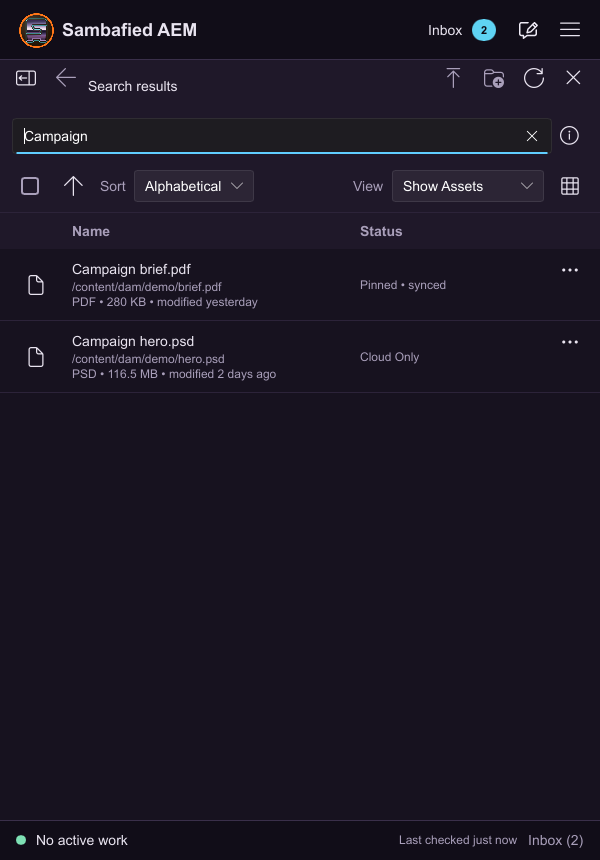 Sambafied AEM
Inbox 2
Search results
Campaign
Sort Alphabetical View Show Assets
Name Status
Campaign brief.pdf
/content/dam/demo/brief.pdf
PDF • 280 KB • modified yesterday
Pinned • synced
Campaign hero.psd
/content/dam/demo/hero.psd
PSD • 116.5 MB • modified 2 days ago
Cloud Only
No active work Last checked just now Inbox (2)